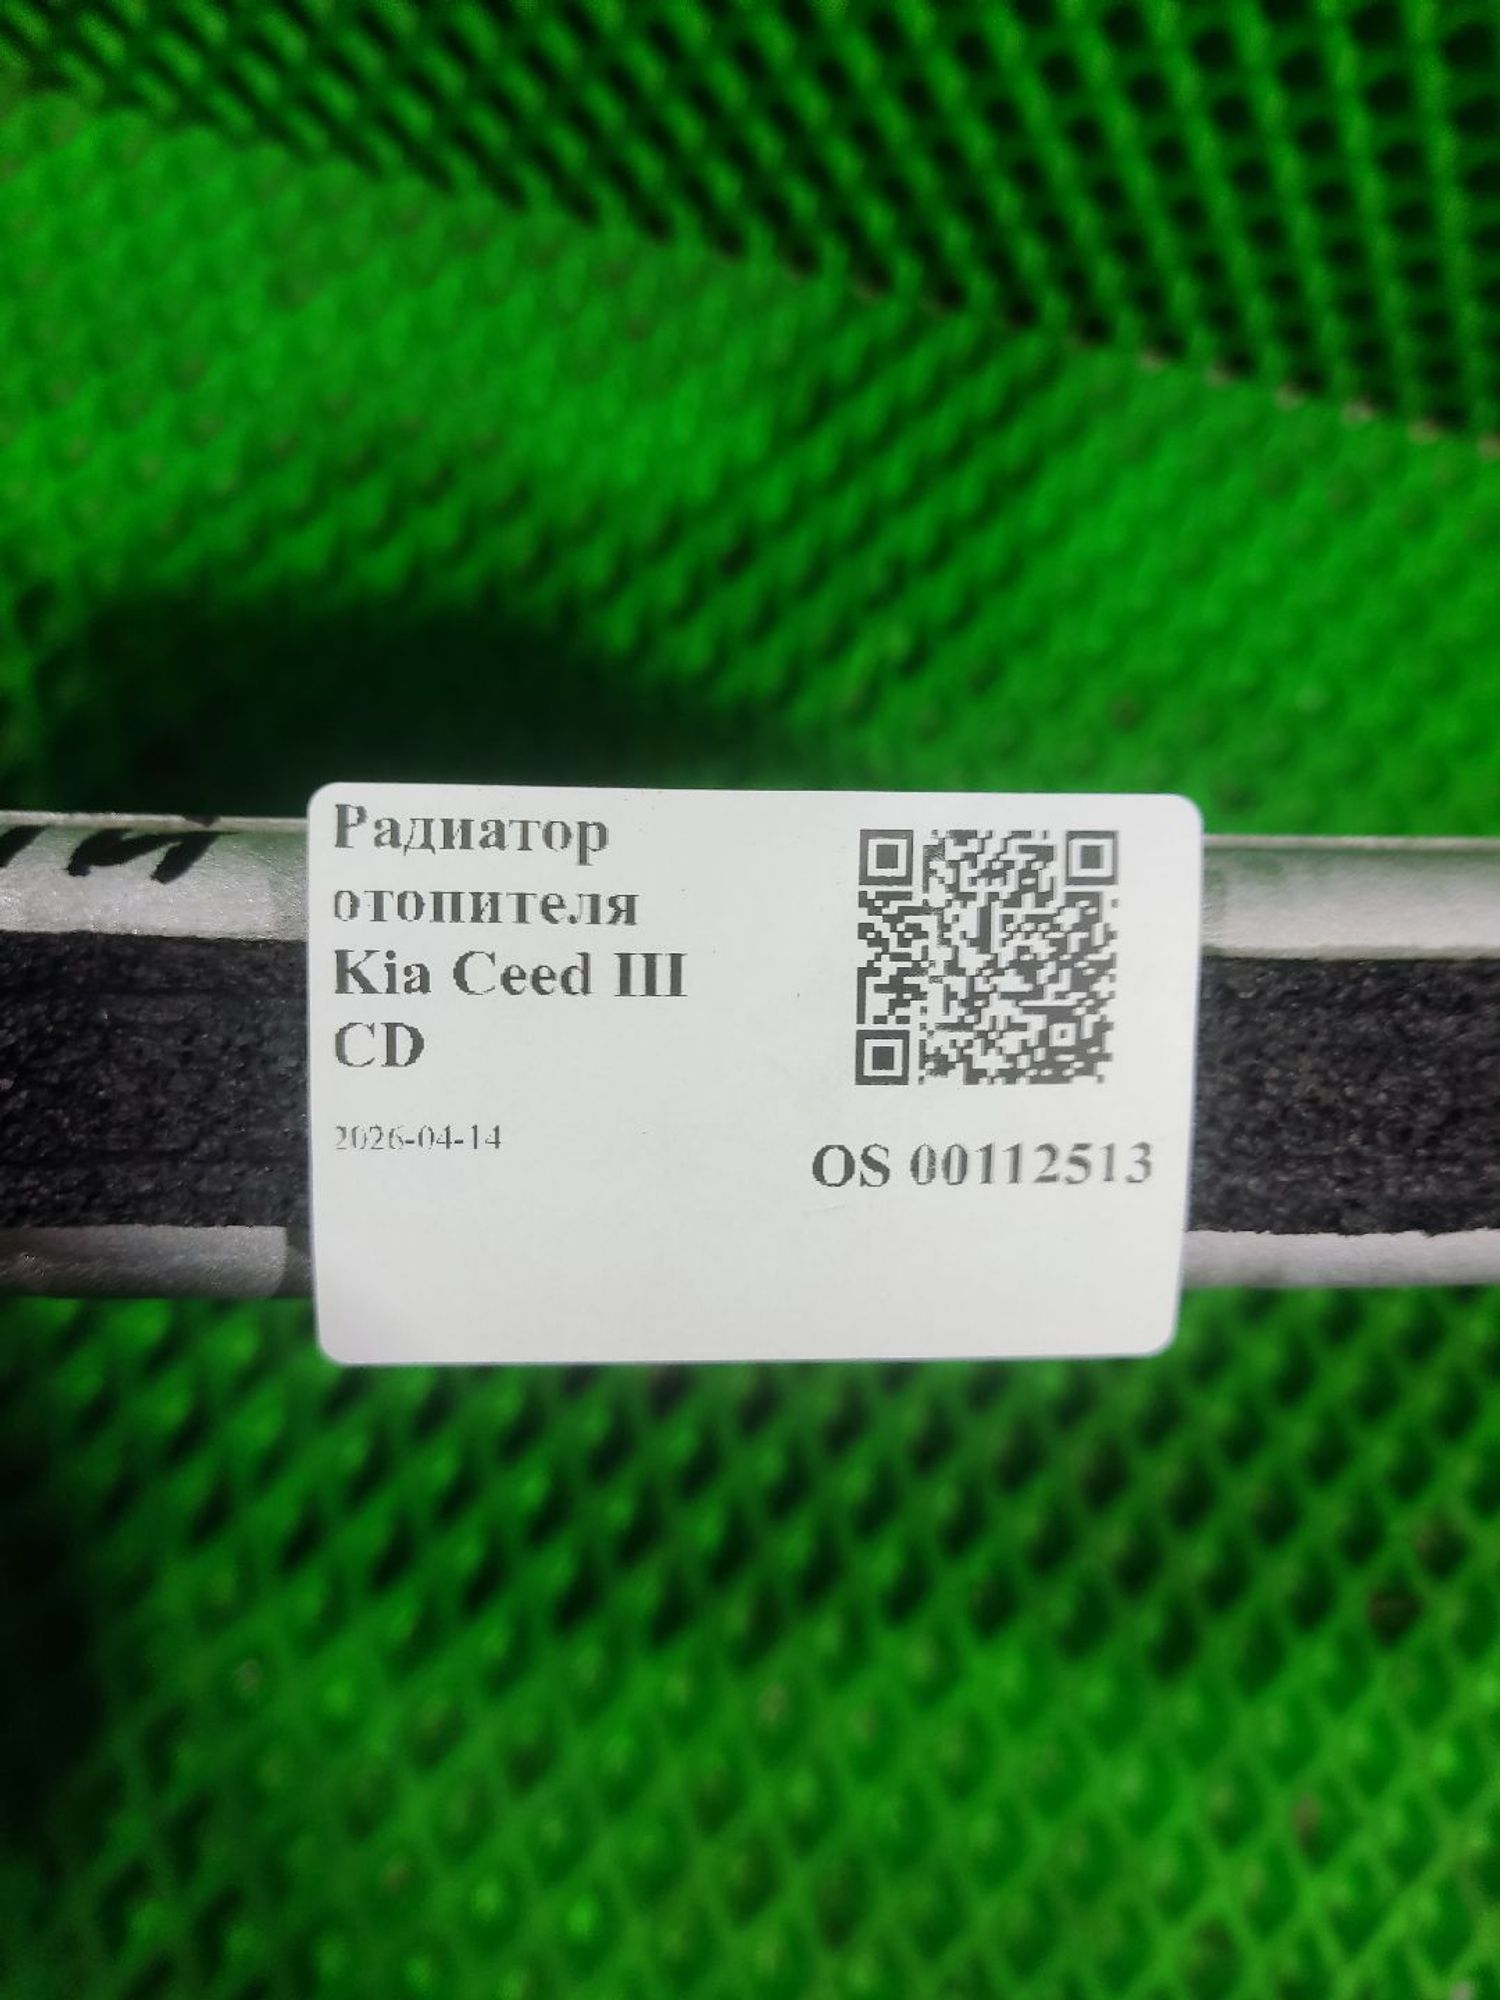 Радиатор
отопителя
Kia Ceed III
CD
2026-04-14
OS 00112513